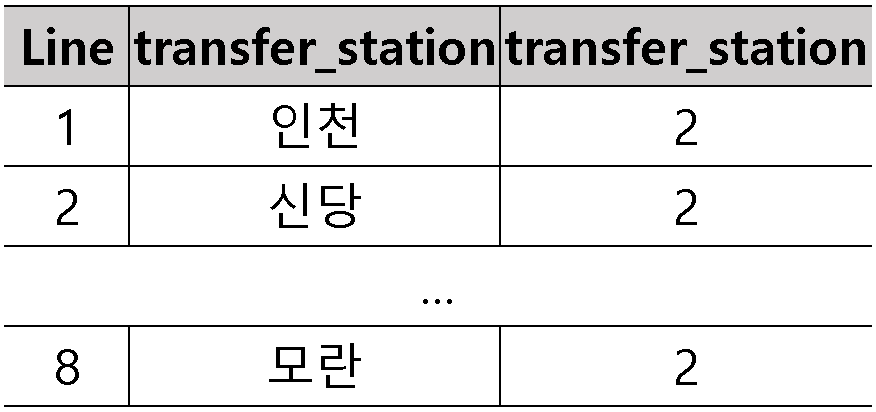 Line transfer_station transfer_station
1 인천 2
2 신당 2
...
8 모란 2